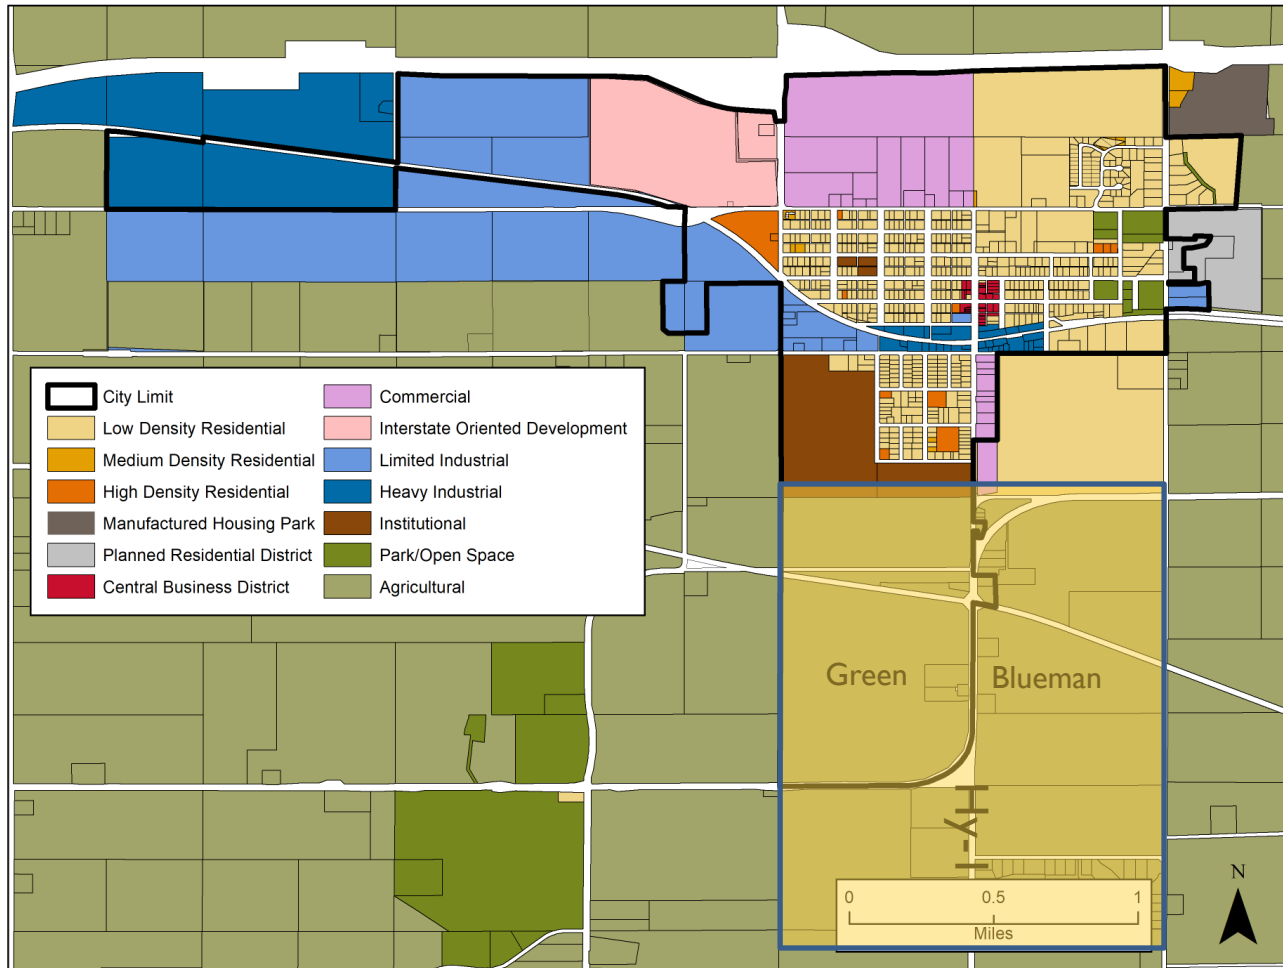 City Limit
Low Density Residential
Medium Density Residential
High Density Residential
Manufactured Housing Park
Planned Residential District
Central Business District
Commercial
Interstate Oriented Development
Limited Industrial
Heavy Industrial
Institutional
Park/Open Space
Agricultural
Green
Blueman
Hy-I
0 0.5 1
Miles
N